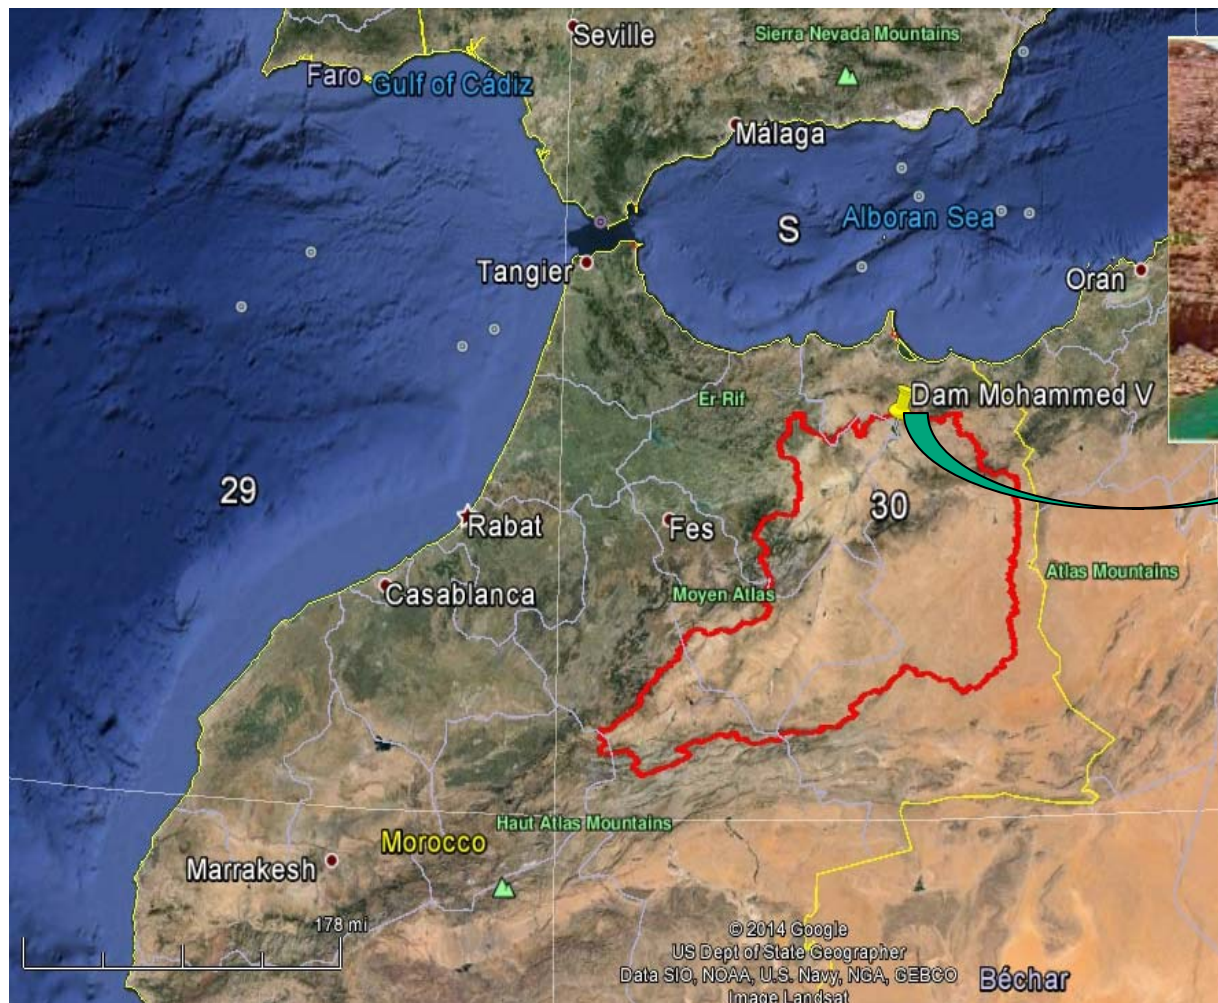 Seville
Sierra Nevada Mountains
Faro
Gulf of Cádiz
Málaga
S
Alboran Sea
Tangier
Oran
Er Rif
Dam Mohammed V
29
30
Rabat
Fes
Casablanca
Moyen Atlas
Atlas Mountains
Haut Atlas Mountains
Morocco
Marrakesh
178 mi
© 2014 Google
US Dept of State Geographer
Data SIO, NOAA, U.S. Navy, NGA, GEBCO
Image Landsat
Béchar